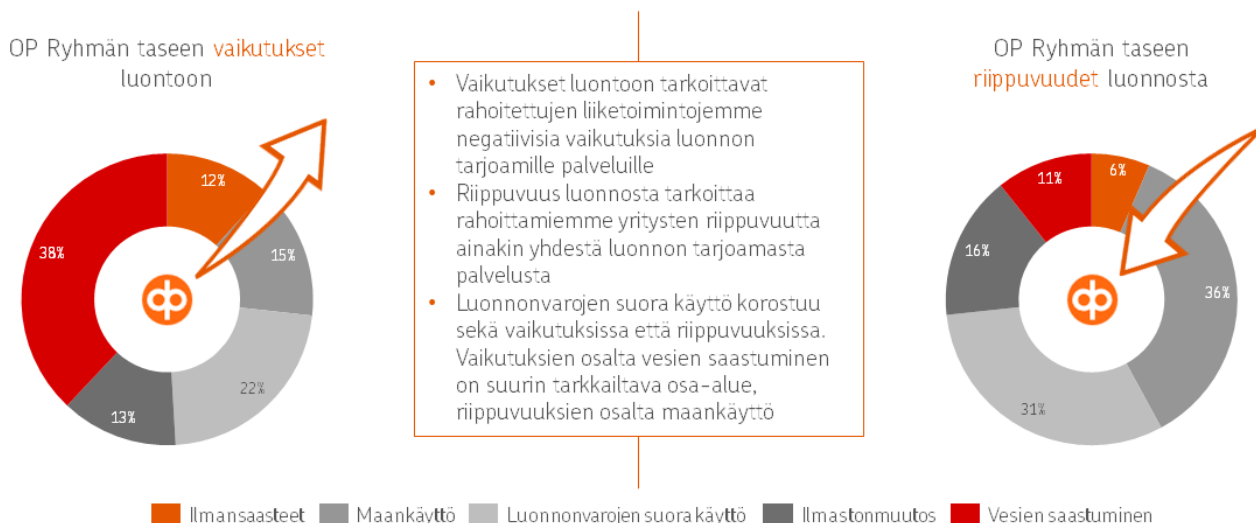 OP Ryhmän taseen vaikutukset
luontoon
12%
15%
22%
13%
38%
• Vaikutukset luontoon tarkoittavat
rahoitettujen liiketoimintojemme
negatiivisia vaikutuksia luonnon
tarjoamille palveluille
• Riippuvuus luonnosta tarkoittaa
rahoittamiemme yritysten riippuvuutta
ainakin yhdestä luonnon tarjoamasta
palvelusta
• Luonnonvarojen suora käyttö korostuu
sekä vaikutuksissa että riippuvuuksissa.
Vaikutuksien osalta vesien saastuminen
on suurin tarkkailtava osa-alue,
riippuvuuksien osalta maankäyttö
OP Ryhmän taseen
riippuvuudet luonnosta
6%
36%
31%
16%
11%
Ilmansaasteet Maankäyttö Luonnonvarojen suora käyttö Ilmastonmuutos Vesien saastuminen